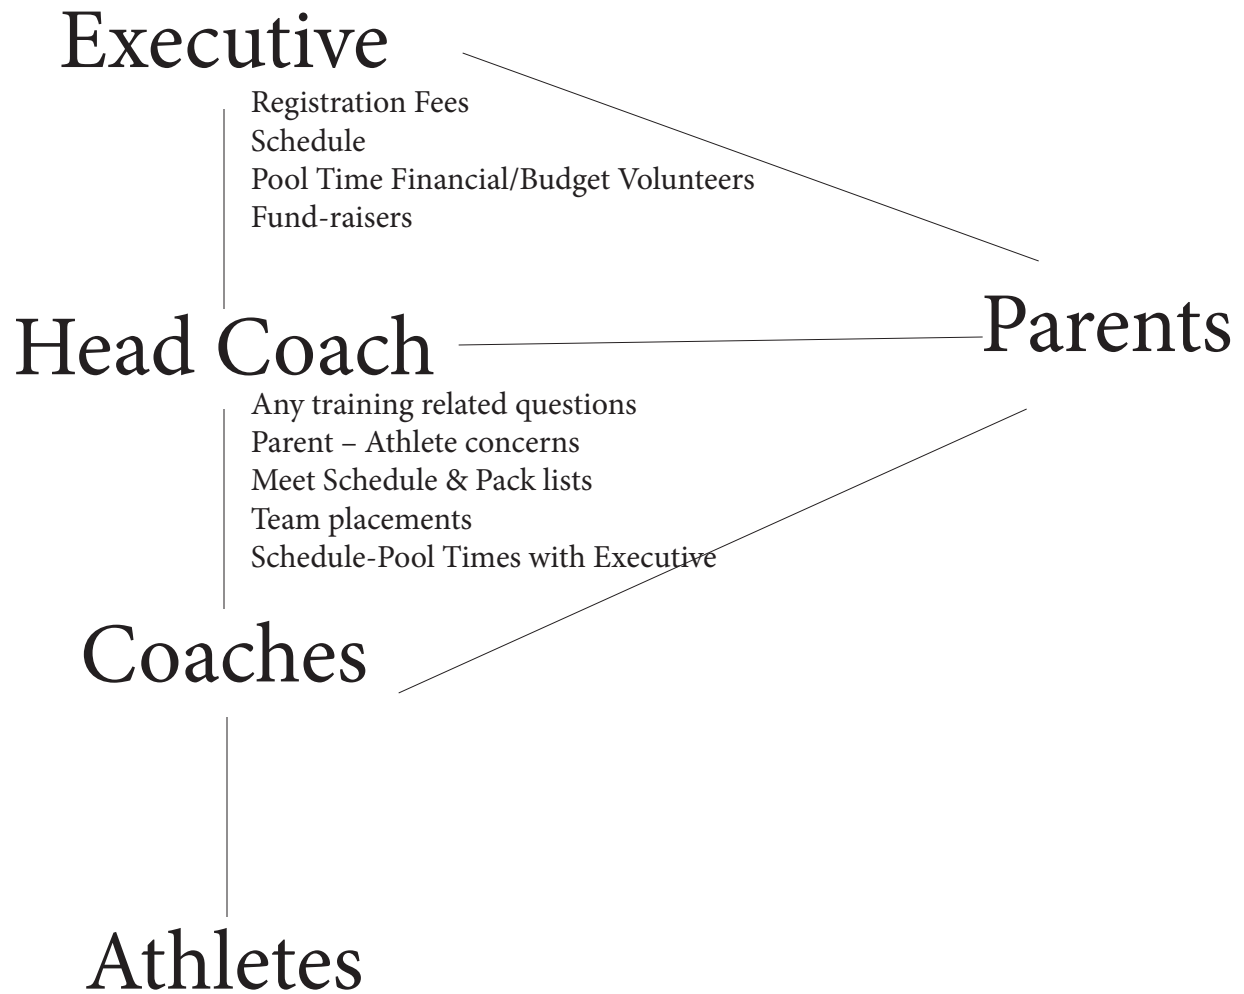 Executive
Registration Fees
Schedule
Pool Time Financial/Budget Volunteers
Fund-raisers
Parents
Head Coach
Any training related questions
Parent – Athlete concerns
Meet Schedule & Pack lists
Team placements
Schedule-Pool Times with Executive
Coaches
Athletes